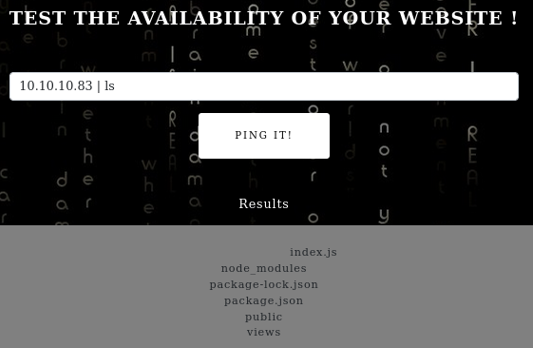 TEST THE AVAILABILITY OF YOUR WEBSITE !
10.10.10.83 | ls
PING IT!
Results
index.js
node_modules
package-lock.json
package.json
public
views